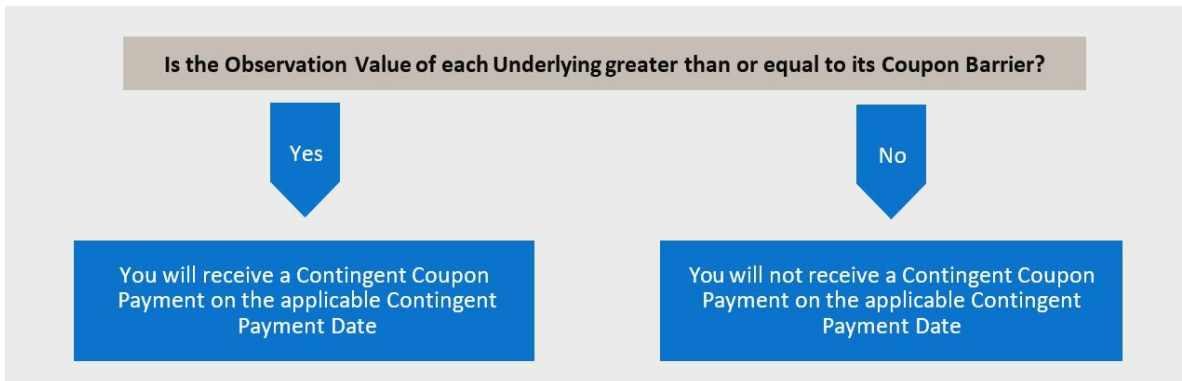 Is the Observation Value of each Underlying greater than or equal to its Coupon Barrier?
Yes
No
You will receive a Contingent Coupon
Payment on the applicable Contingent
Payment Date
You will not receive a Contingent Coupon
Payment on the applicable Contingent
Payment Date